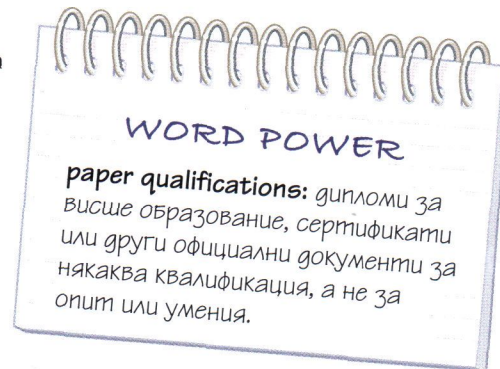 WORD POWER
paper qualifications: дипломи за
висше образование, сертификати
или други официални документи за
някаква квалификация, а не за
опит или умения.